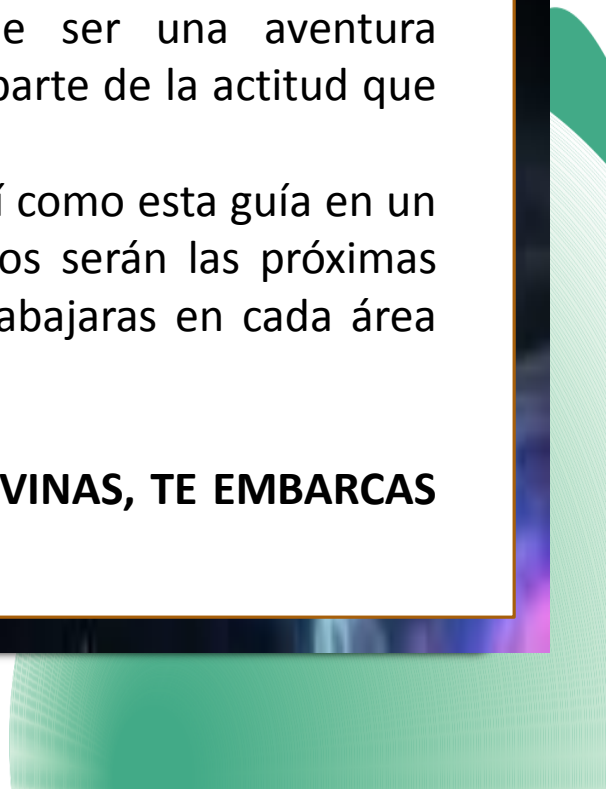 e ser una aventura
parte de la actitud que
í como esta guía en un
os serán las próximas
abajaras en cada área
VINAS, TE EMBARCAS